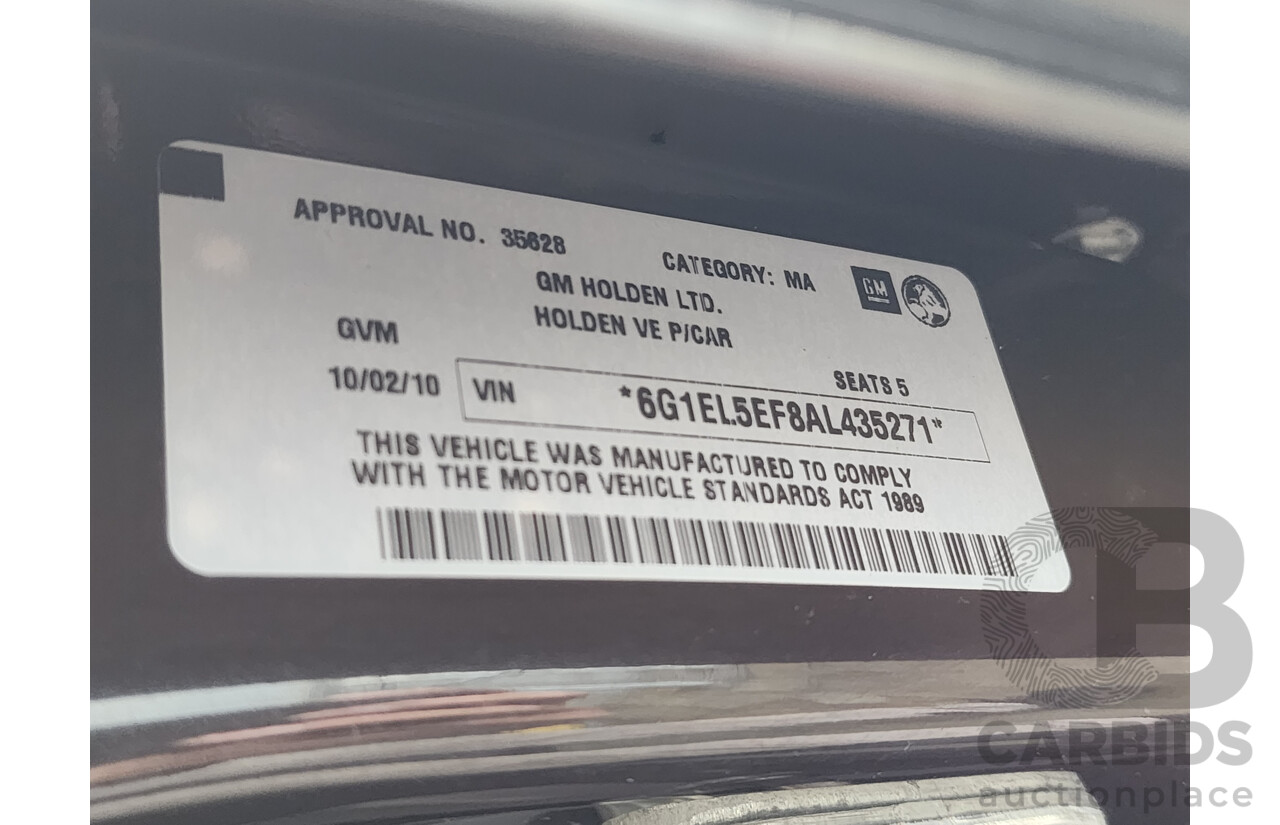 APPROVAL NO. 35628
CATEGORY: MA
GM
GM HOLDEN LTD.
HOLDEN VE P/CAR
GVM
SEATS 5
10/02/10
VIN *6G1EL5EF8AL435271*
THIS VEHICLE WAS MANUFACTURED TO COMPLY
WITH THE MOTOR VEHICLE STANDARDS ACT 1989
CB
CARBIDS
auctionplace